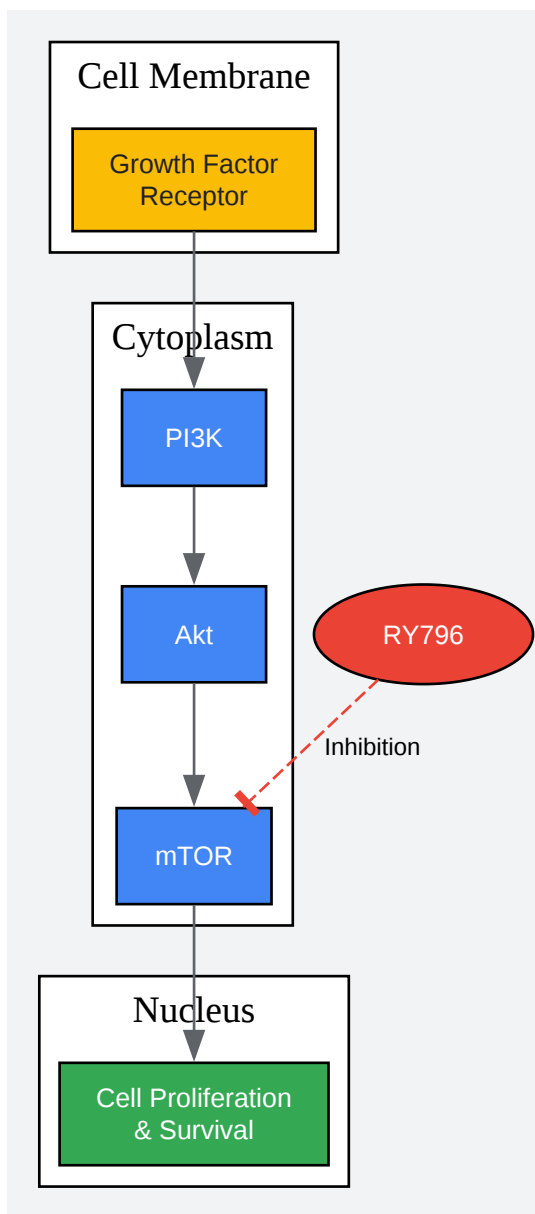 Cell Membrane
Growth Factor
Receptor
Cytoplasm
PI3K
Akt
RY796
Inhibition
mTOR
Nucleus
Cell Proliferation
& Survival